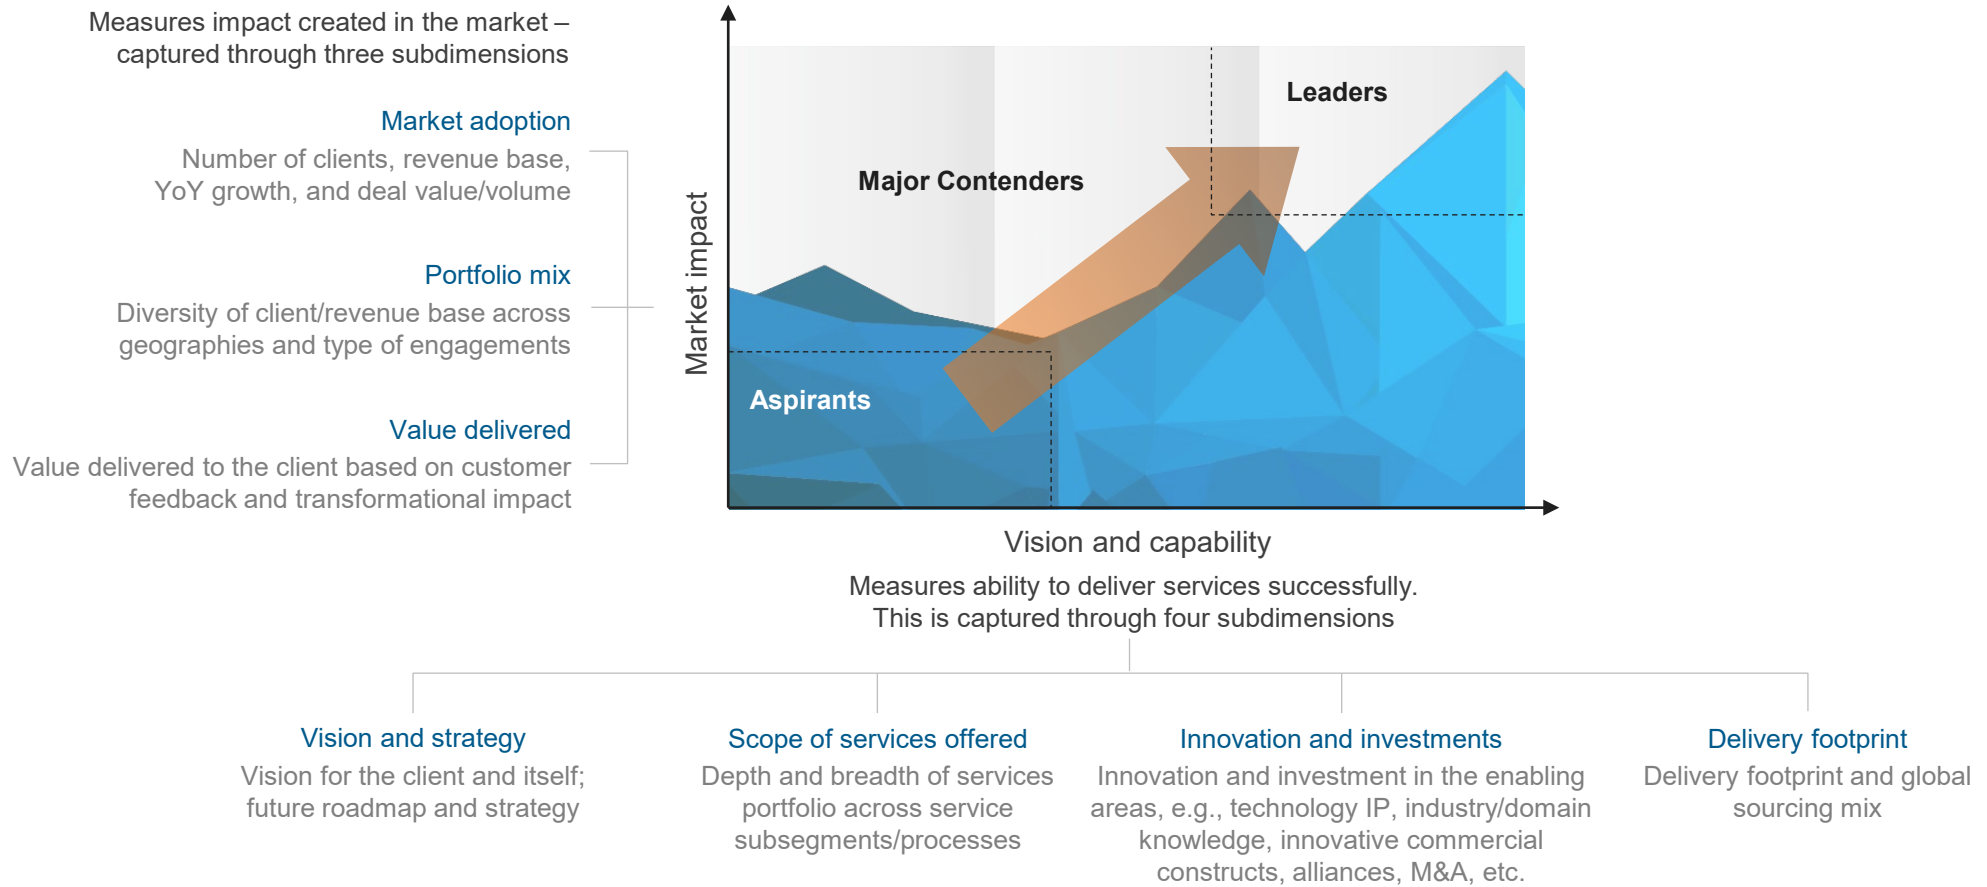 Measures impact created in the market –
captured through three subdimensions
Market adoption
Number of clients, revenue base,
YoY growth, and deal value/volume
Portfolio mix
Diversity of client/revenue base across
geographies and type of engagements
Value delivered
Value delivered to the client based on customer
feedback and transformational impact
Market impact
Leaders
Major Contenders
Aspirants
Vision and capability
Measures ability to deliver services successfully.
This is captured through four subdimensions
Vision and strategy
Vision for the client and itself;
future roadmap and strategy
Scope of services offered
Depth and breadth of services
portfolio across service
subsegments/processes
Innovation and investments
Innovation and investment in the enabling
areas, e.g., technology IP, industry/domain
knowledge, innovative commercial
constructs, alliances, M&A, etc.
Delivery footprint
Delivery footprint and global
sourcing mix